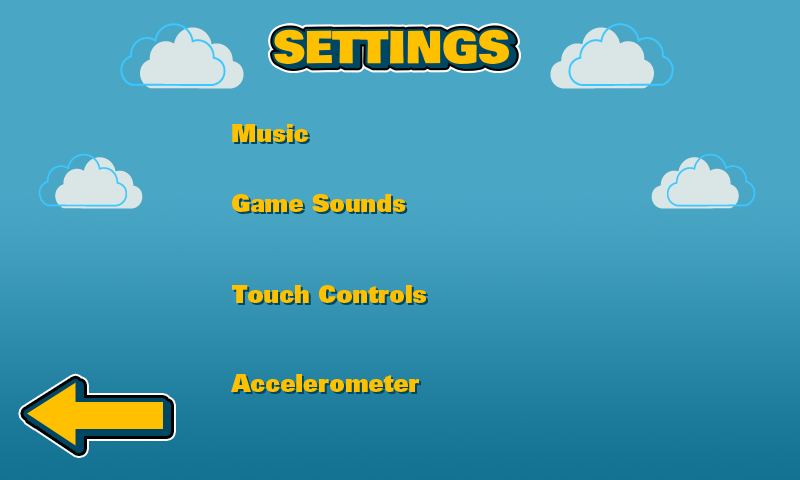 SETTINGS
Music
Game Sounds
Touch Controls
Accelerometer